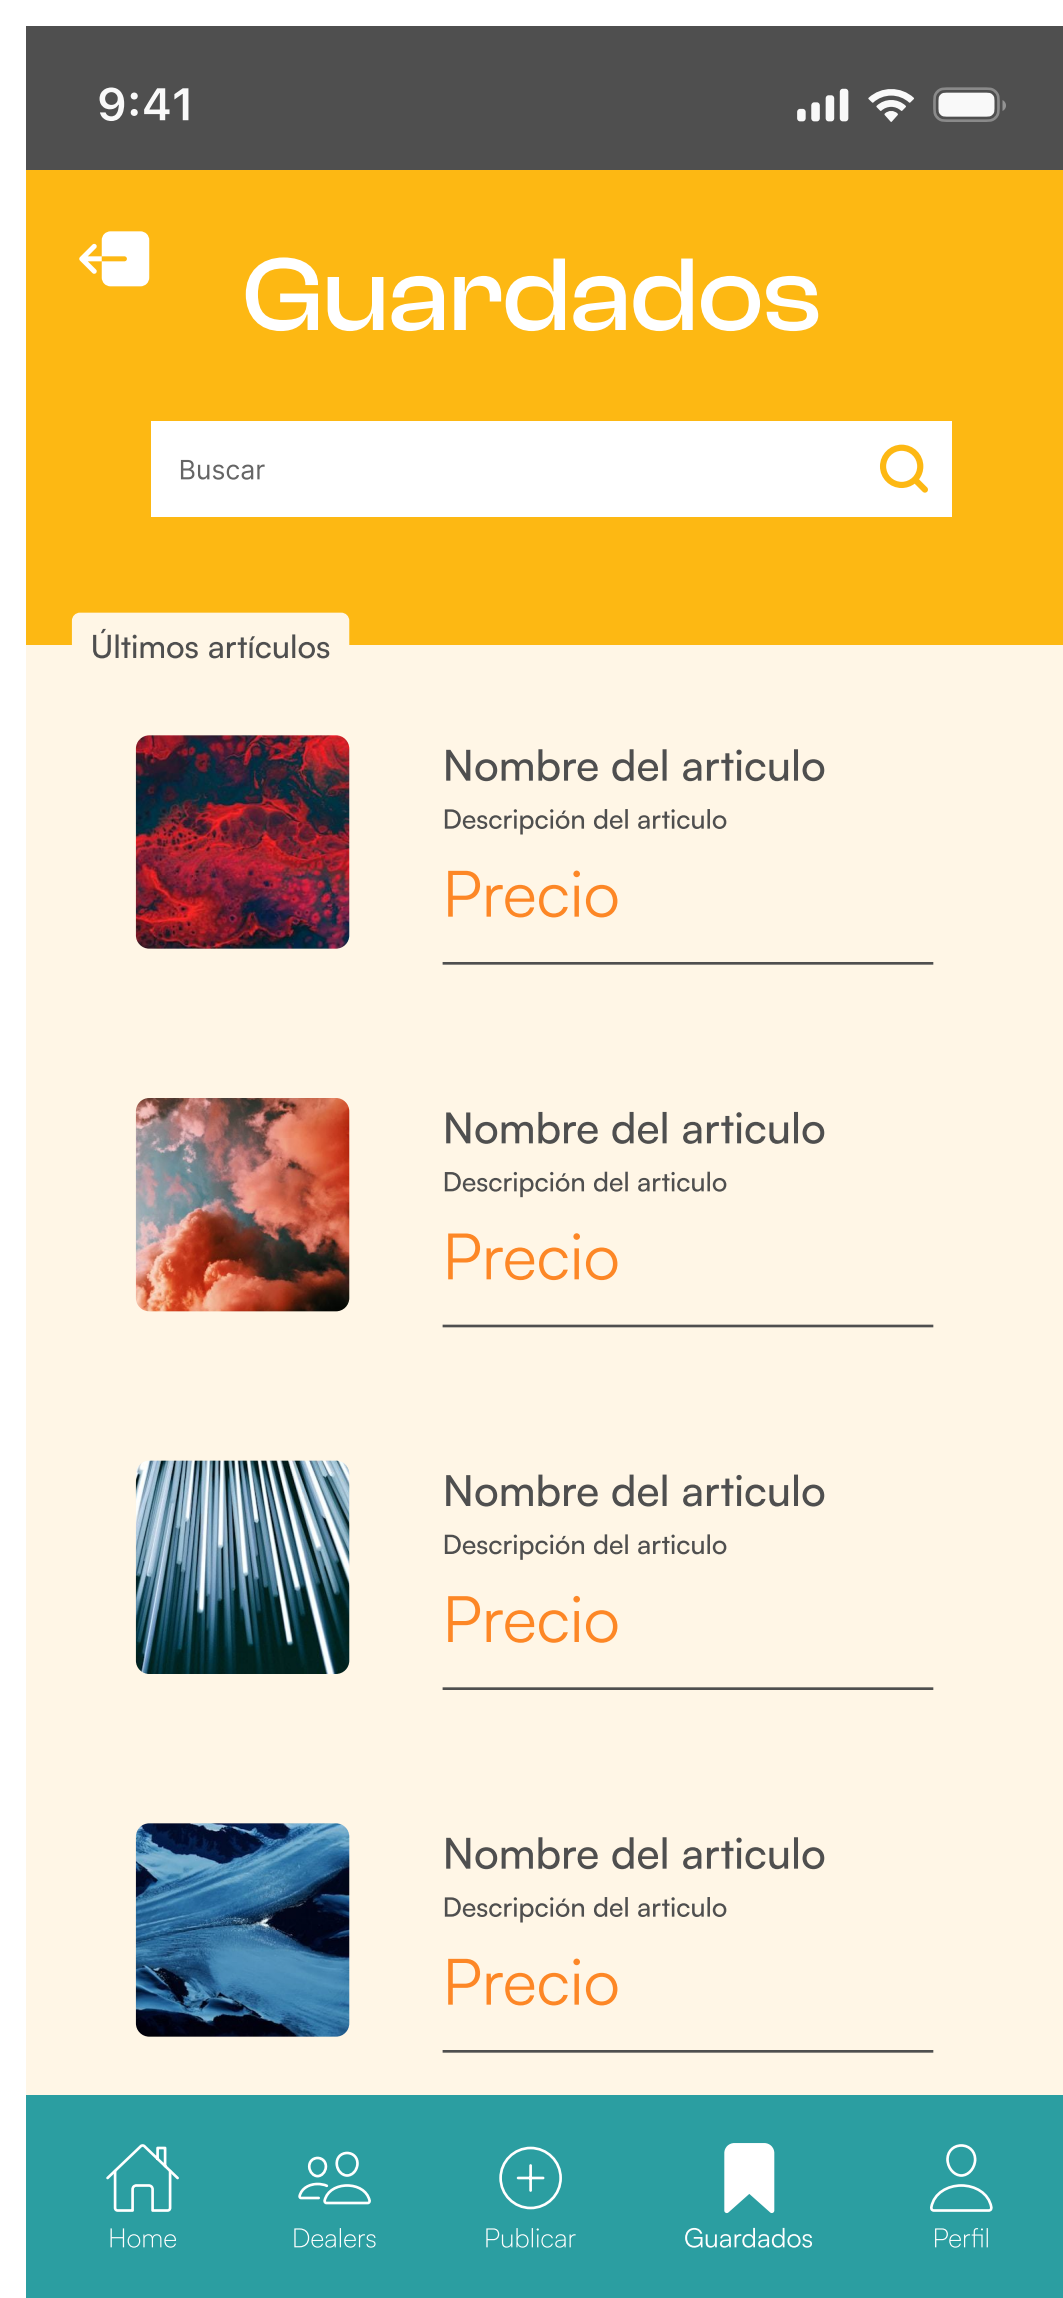 9:41
Guardados
Buscar
Últimos artículos
Nombre del articulo
Descripción del articulo
Precio
Nombre del articulo
Descripción del articulo
Precio
Nombre del articulo
Descripción del articulo
Precio
Nombre del articulo
Descripción del articulo
Precio
Home
Dealers
Publicar
Guardados
Perfil